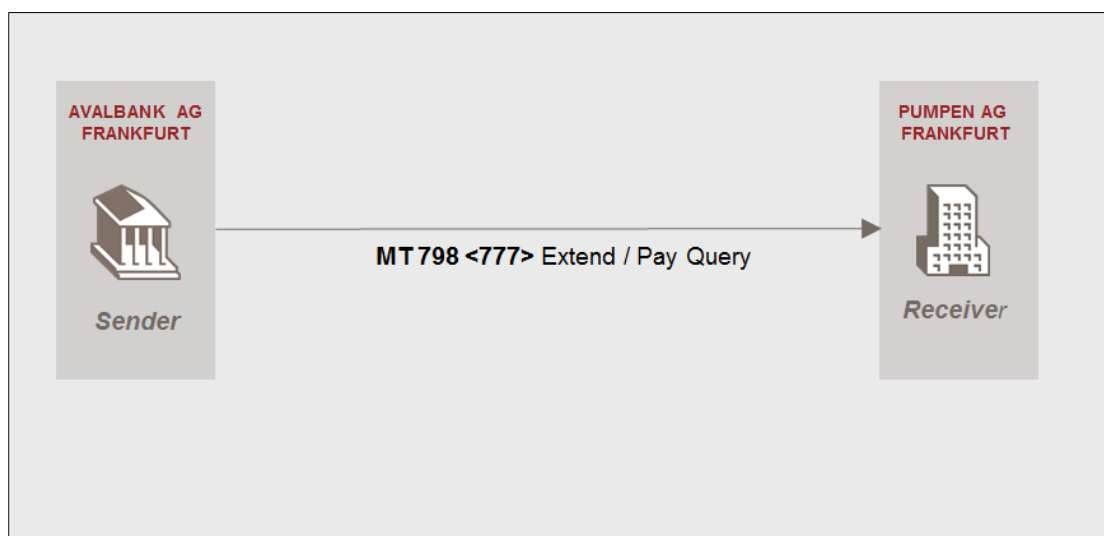 AVALBANK AG
FRANKFURT
Sender
MT 798 <777> Extend / Pay Query
PUMPEN AG
FRANKFURT
Receiver